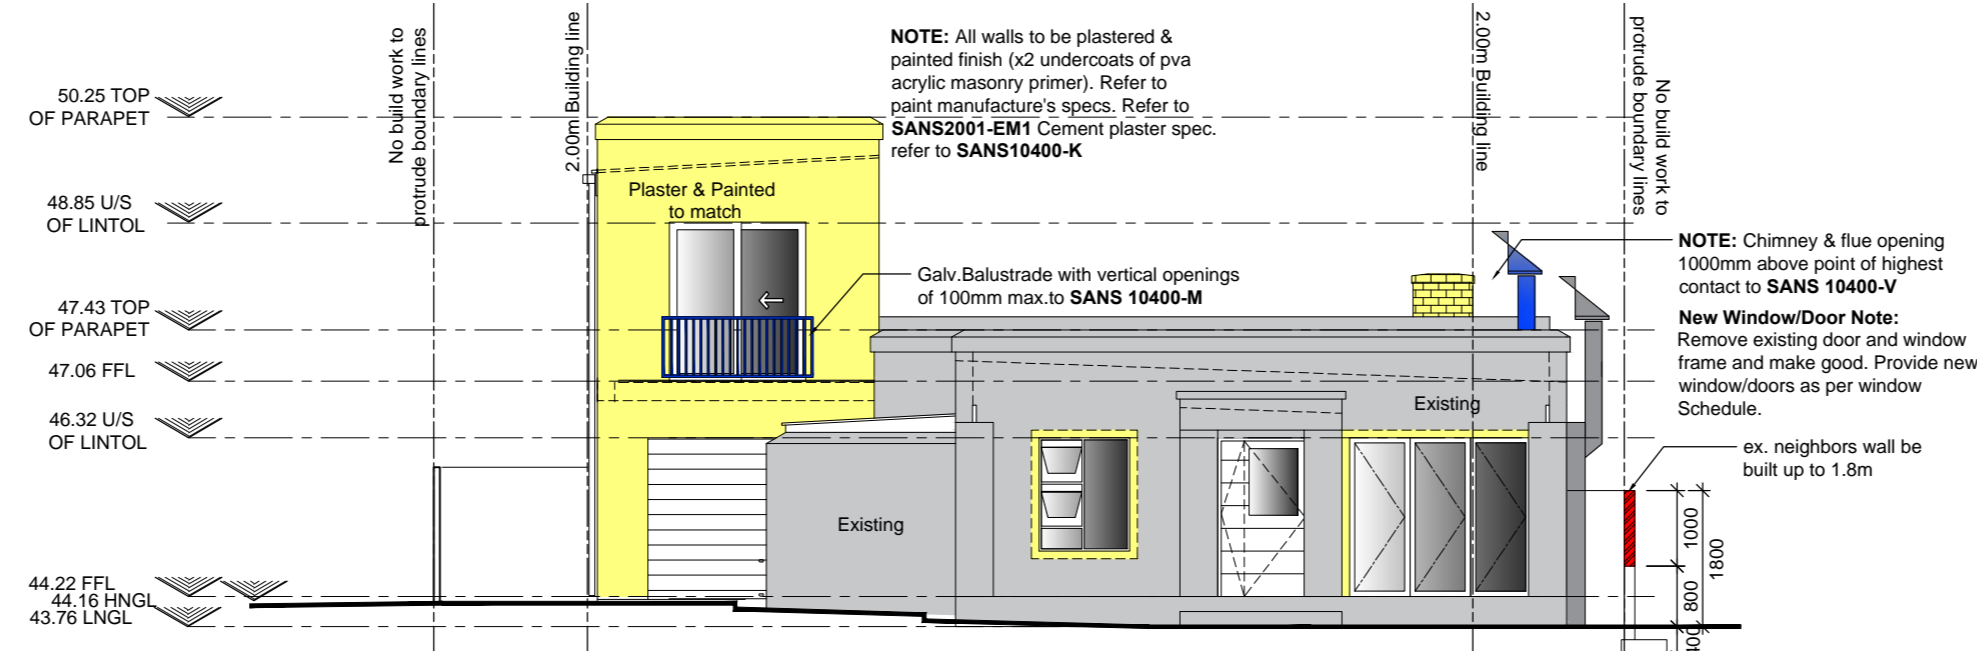 No build work to
protrude boundary lines
2.00m Building line
NOTE: All walls to be plastered &
painted finish (x2 undercoats of pva
acrylic masonry primer). Refer to
paint manufacture's specs. Refer to
SANS2001-EM1 Cement plaster spec.
refer to SANS10400-K
2.00m Building line
No build work to
protrude boundary lines
50.25 TOP
OF PARAPET
48.85 U/S
OF LINTOL
47.43 TOP
OF PARAPET
47.06 FFL
46.32 U/S
OF LINTOL
44.22 FFL
44.16 HNGL
43.76 LNGL
Plaster & Painted
to match
Galv.Balustrade with vertical openings
of 100mm max.to SANS 10400-M
NOTE: Chimney & flue opening
1000mm above point of highest
contact to SANS 10400-V
New Window/Door Note:
Remove existing door and window
frame and make good. Provide new
window/doors as per window
Schedule.
Existing
Existing
ex. neighbors wall be
built up to 1.8m
1000
1800
800